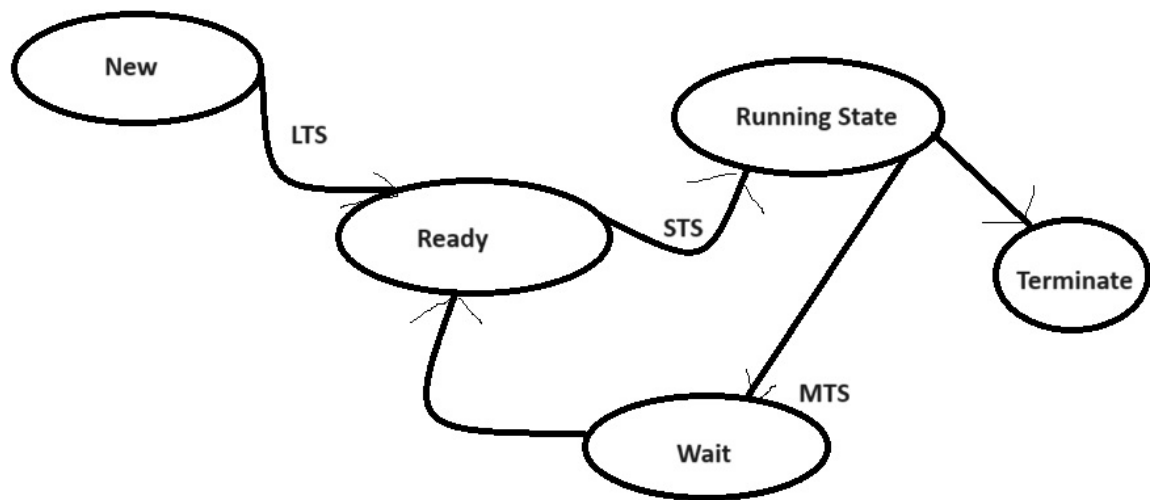 New
LTS
Running State
Ready
STS
Terminate
MTS
Wait